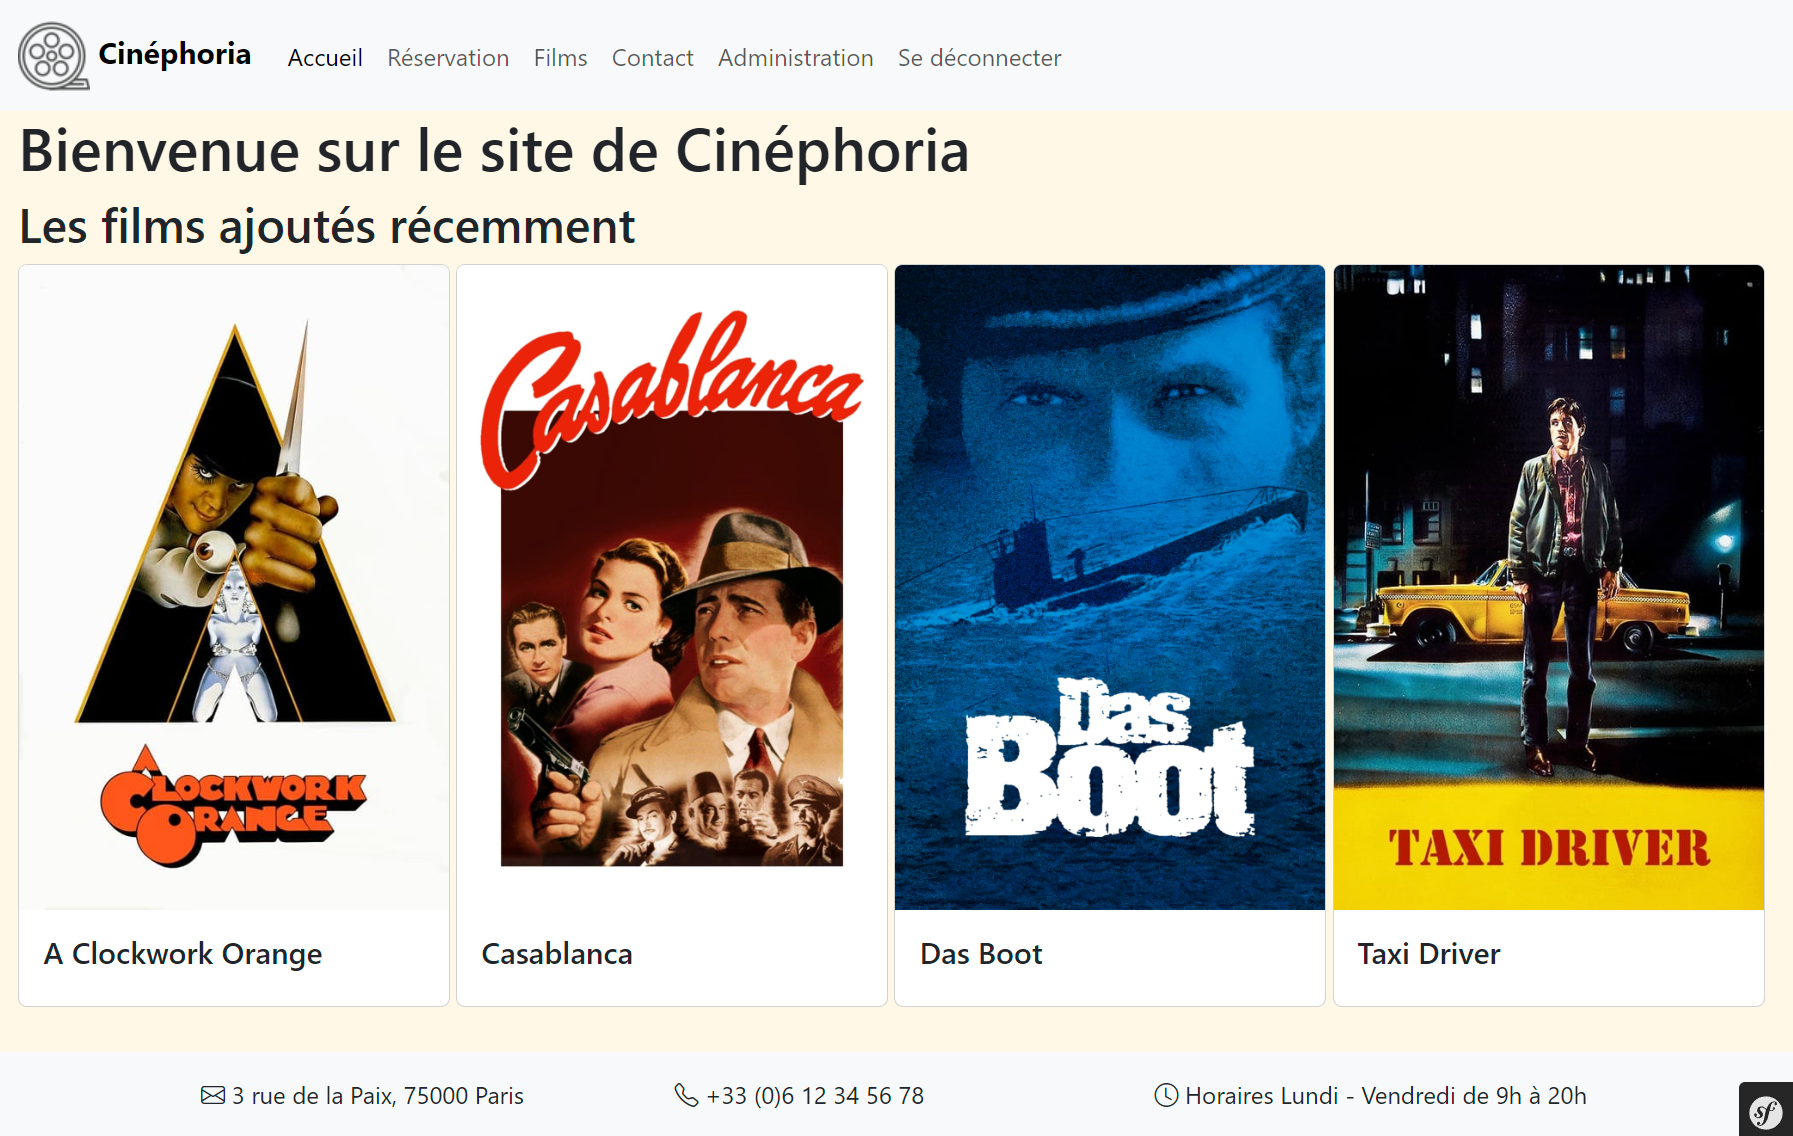 Cinéphoria Accueil Réservation Films Contact Administration Se déconnecter
Bienvenue sur le site de Cinéphoria
Les films ajoutés récemment
A CLOCKWORK
ORANGE
Casablanca
Das
Boot
TAXI DRIVER
A Clockwork Orange
Casablanca
Das Boot
Taxi Driver
3 rue de la Paix, 75000 Paris
+33 (0)6 12 34 56 78
Horaires Lundi - Vendredi de 9h à 20h
sf